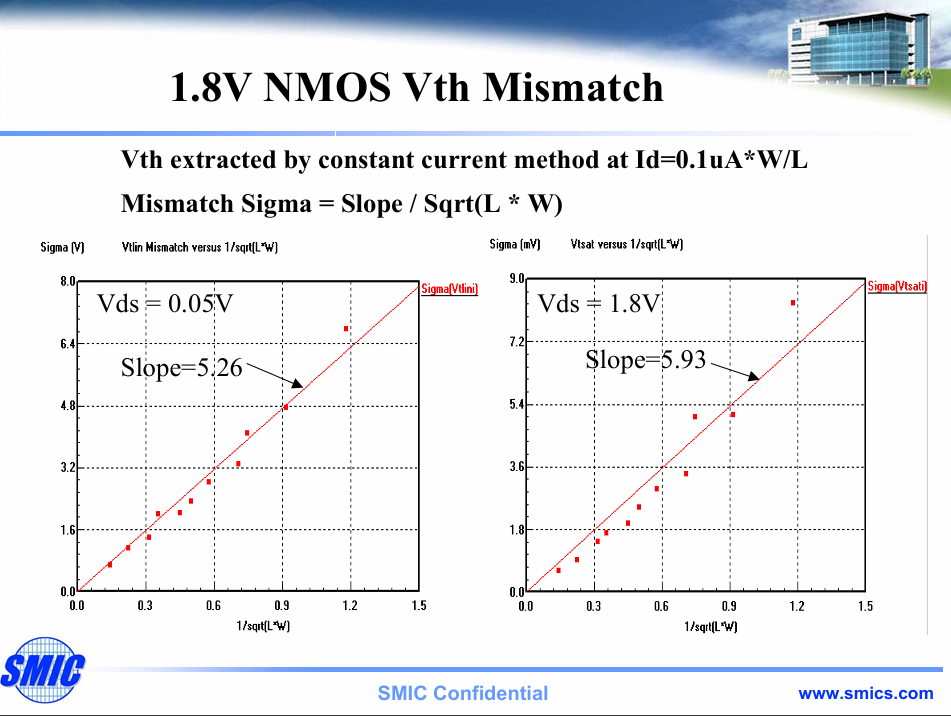 1.8V NMOS Vth Mismatch
Vth extracted by constant current method at Id=0.1uA*W/L
Mismatch Sigma = Slope / Sqrt(L * W)
Sigma (V) Vtlin Mismatch versus 1/sqrt(L*W)
8.0
6.4
4.8
3.2
1.6
0.0
0.0 0.3 0.6 0.9 1.2 1.5
1/sqrt(L*W)
Sigma(Vtlini)
Vds = 0.05V
Slope=5.26
Sigma (mV) Vtsat versus 1/sqrt(L*W)
9.0
7.2
5.4
3.6
1.8
0.0
0.0 0.3 0.6 0.9 1.2 1.5
1/sqrt(L*W)
Sigma(Vtsati)
Vds = 1.8V
Slope=5.93
SMIC
SMIC Confidential
www.smics.com